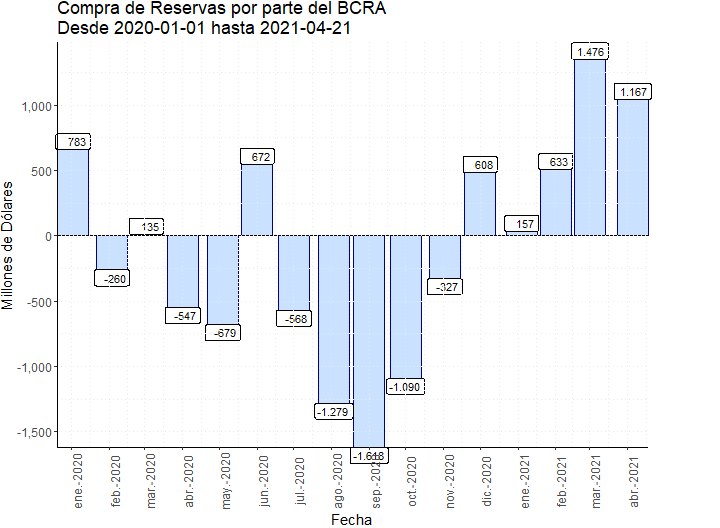 Compra de Reservas por parte del BCRA
Desde 2020-01-01 hasta 2021-04-21
Millones de Dólares
1,000
500
0
-500
-1,000
-1,500
783
-260
135
-547
-679
672
-568
-1.279
-1.618
-1.090
-327
608
157
633
1.476
1.167
ene.-2020
feb.-2020
mar.-2020
abr.-2020
may.-2020
jun.-2020
jul.-2020
ago.-2020
sep.-2020
oct.-2020
nov.-2020
dic.-2020
ene.-2021
feb.-2021
mar.-2021
abr.-2021
Fecha